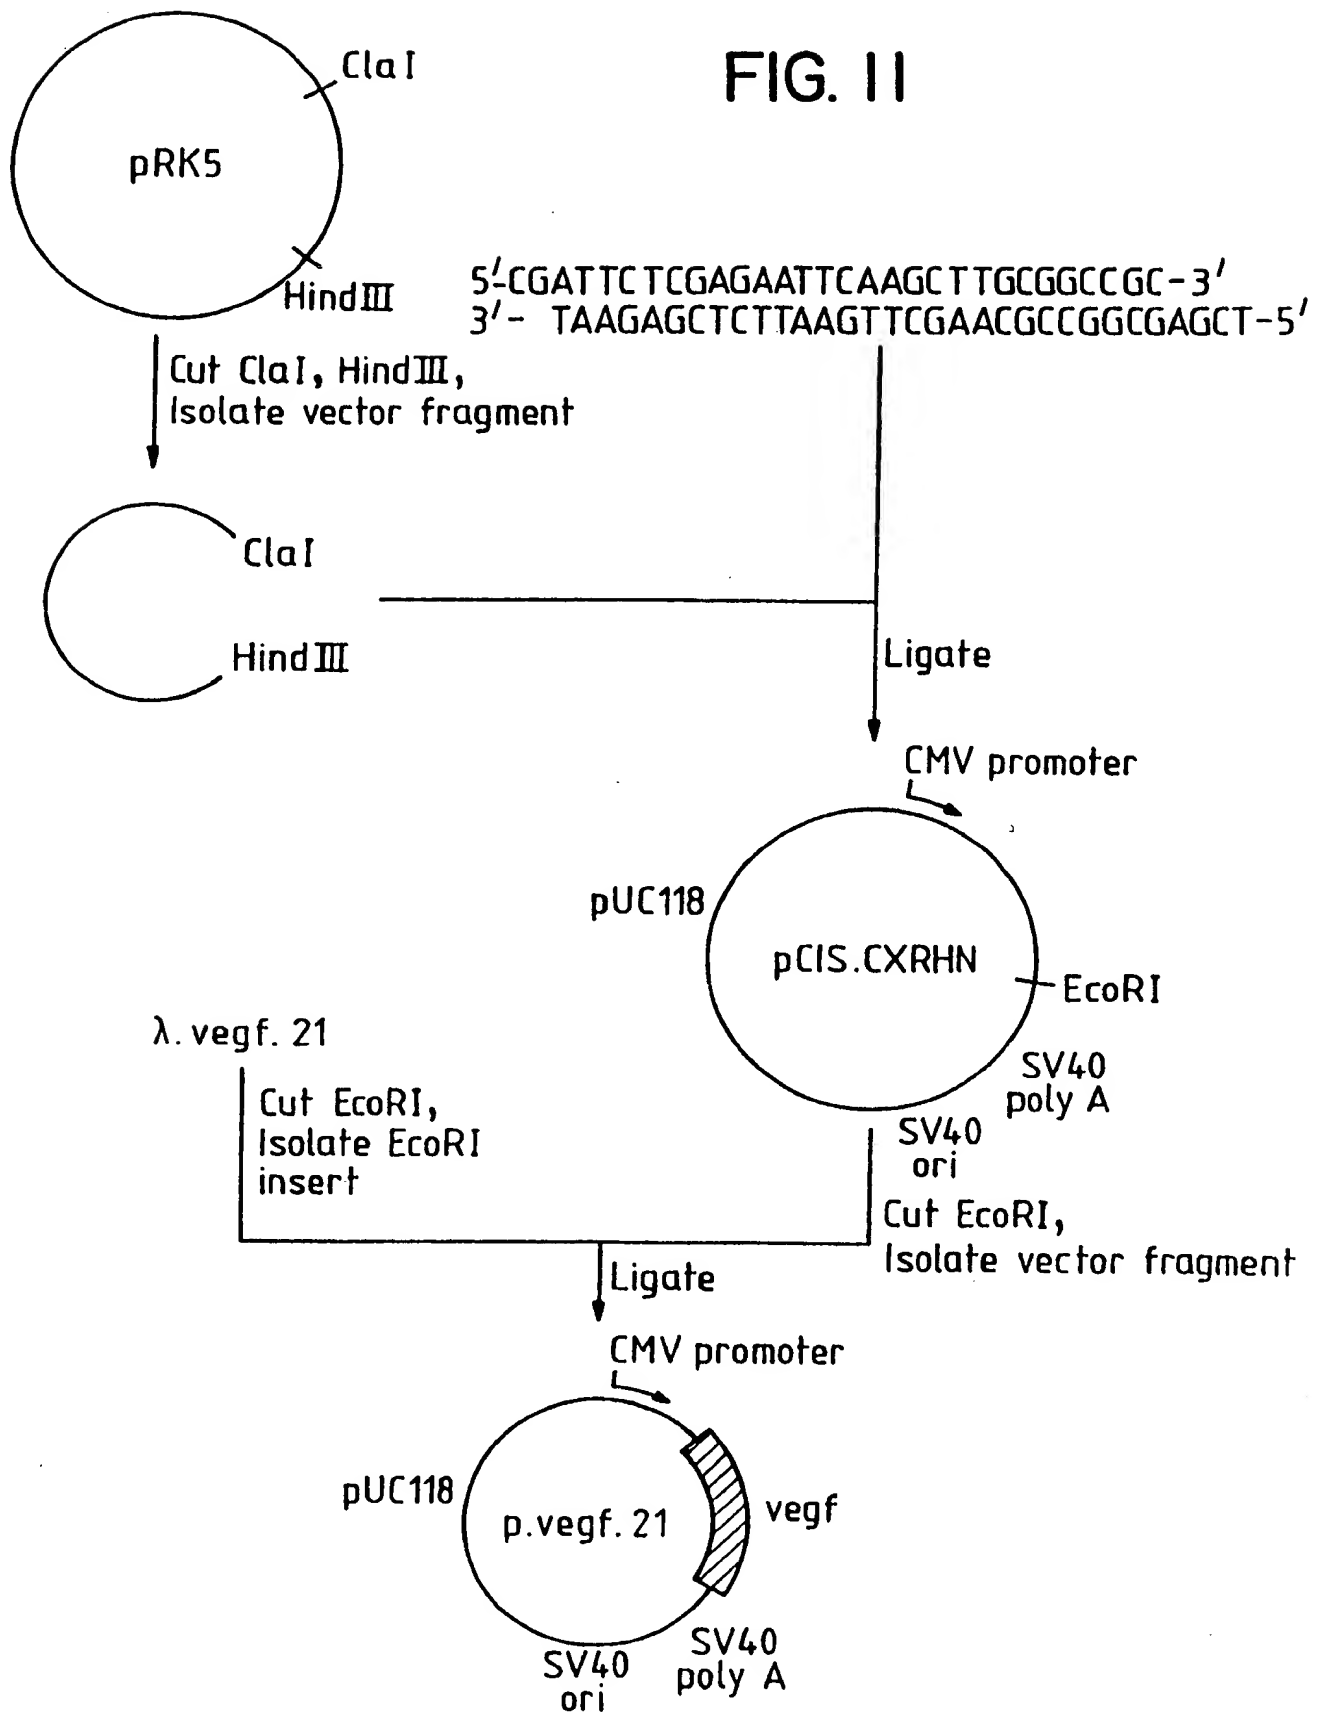 FIG. 11
ClaI
pRK5
HindIII
5'-CGATTCTCGAGAATTCAAGCTTGCGGCCGC-3'
3'- TAAGAGCTCTTAAGTTCGAACGCCGGCGAGCT-5'
Cut ClaI, HindIII,
Isolate vector fragment
ClaI
HindIII
Ligate
CMV promoter
pUC118
pCIS.CXRHN
EcoRI
SV40
poly A
SV40
ori
λ.vegf.21
Cut EcoRI,
Isolate EcoRI
insert
Cut EcoRI,
Isolate vector fragment
Ligate
CMV promoter
pUC118
p.vegf.21
vegf
SV40
poly A
SV40
ori